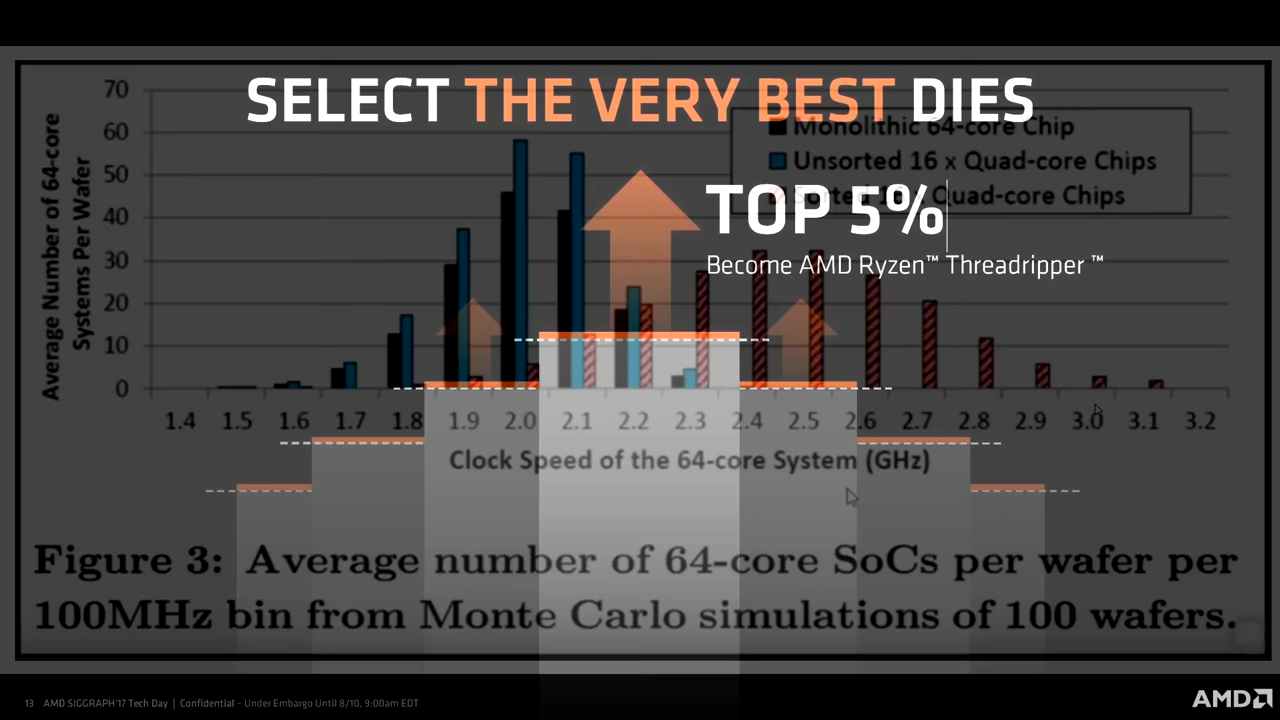 SELECT THE VERY BEST DIES
70
60
50
40
30
20
10
0
Average Number of 64-core
Systems Per Wafer
Monolithic 64-core Chip
Unsorted 16 x Quad-core Chips
Quad-core Chips
TOP 5%
Become AMD Ryzen™ Threadripper ™
1.4 1.5 1.6 1.7 1.8 1.9 2.0 2.1 2.2 2.3 2.4 2.5 2.6 2.7 2.8 2.9 3.0 3.1 3.2
Clock Speed of the 64-core System (GHz)
Figure 3: Average number of 64-core SoCs per wafer per
100MHz bin from Monte Carlo simulations of 100 wafers.
13 AMD SIGGRAPH'17 Tech Day | Confidential - Under Embargo Until 8/10, 9:00am EDT
AMD